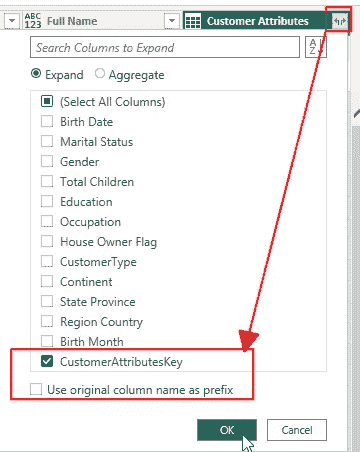 ABC 123 Full Name Customer Attributes
Search Columns to Expand
Expand Aggregate
(Select All Columns)
Birth Date
Marital Status
Gender
Total Children
Education
Occupation
House Owner Flag
CustomerType
Continent
State Province
Region Country
Birth Month
CustomerAttributesKey
Use original column name as prefix
OK Cancel